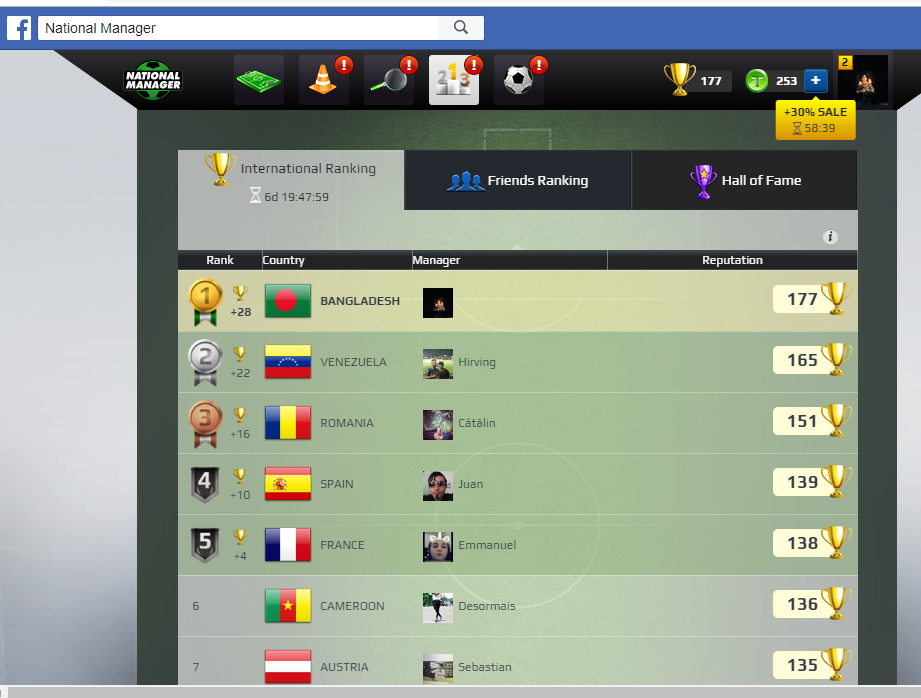 National Manager
NATIONAL
MANAGER
!
!
1
2
3
!
!
177
T
253
+
2
+30% SALE
58:39
International Ranking
6d 19:47:59
Friends Ranking
Hall of Fame
i
Rank Country Manager Reputation
1 +28 BANGLADESH 177
2 +22 VENEZUELA Hirving 165
3 +16 ROMANIA Cătălin 151
4 +10 SPAIN Juan 139
5 +4 FRANCE Emmanuel 138
6 CAMEROON Desormais 136
7 AUSTRIA Sebastian 135